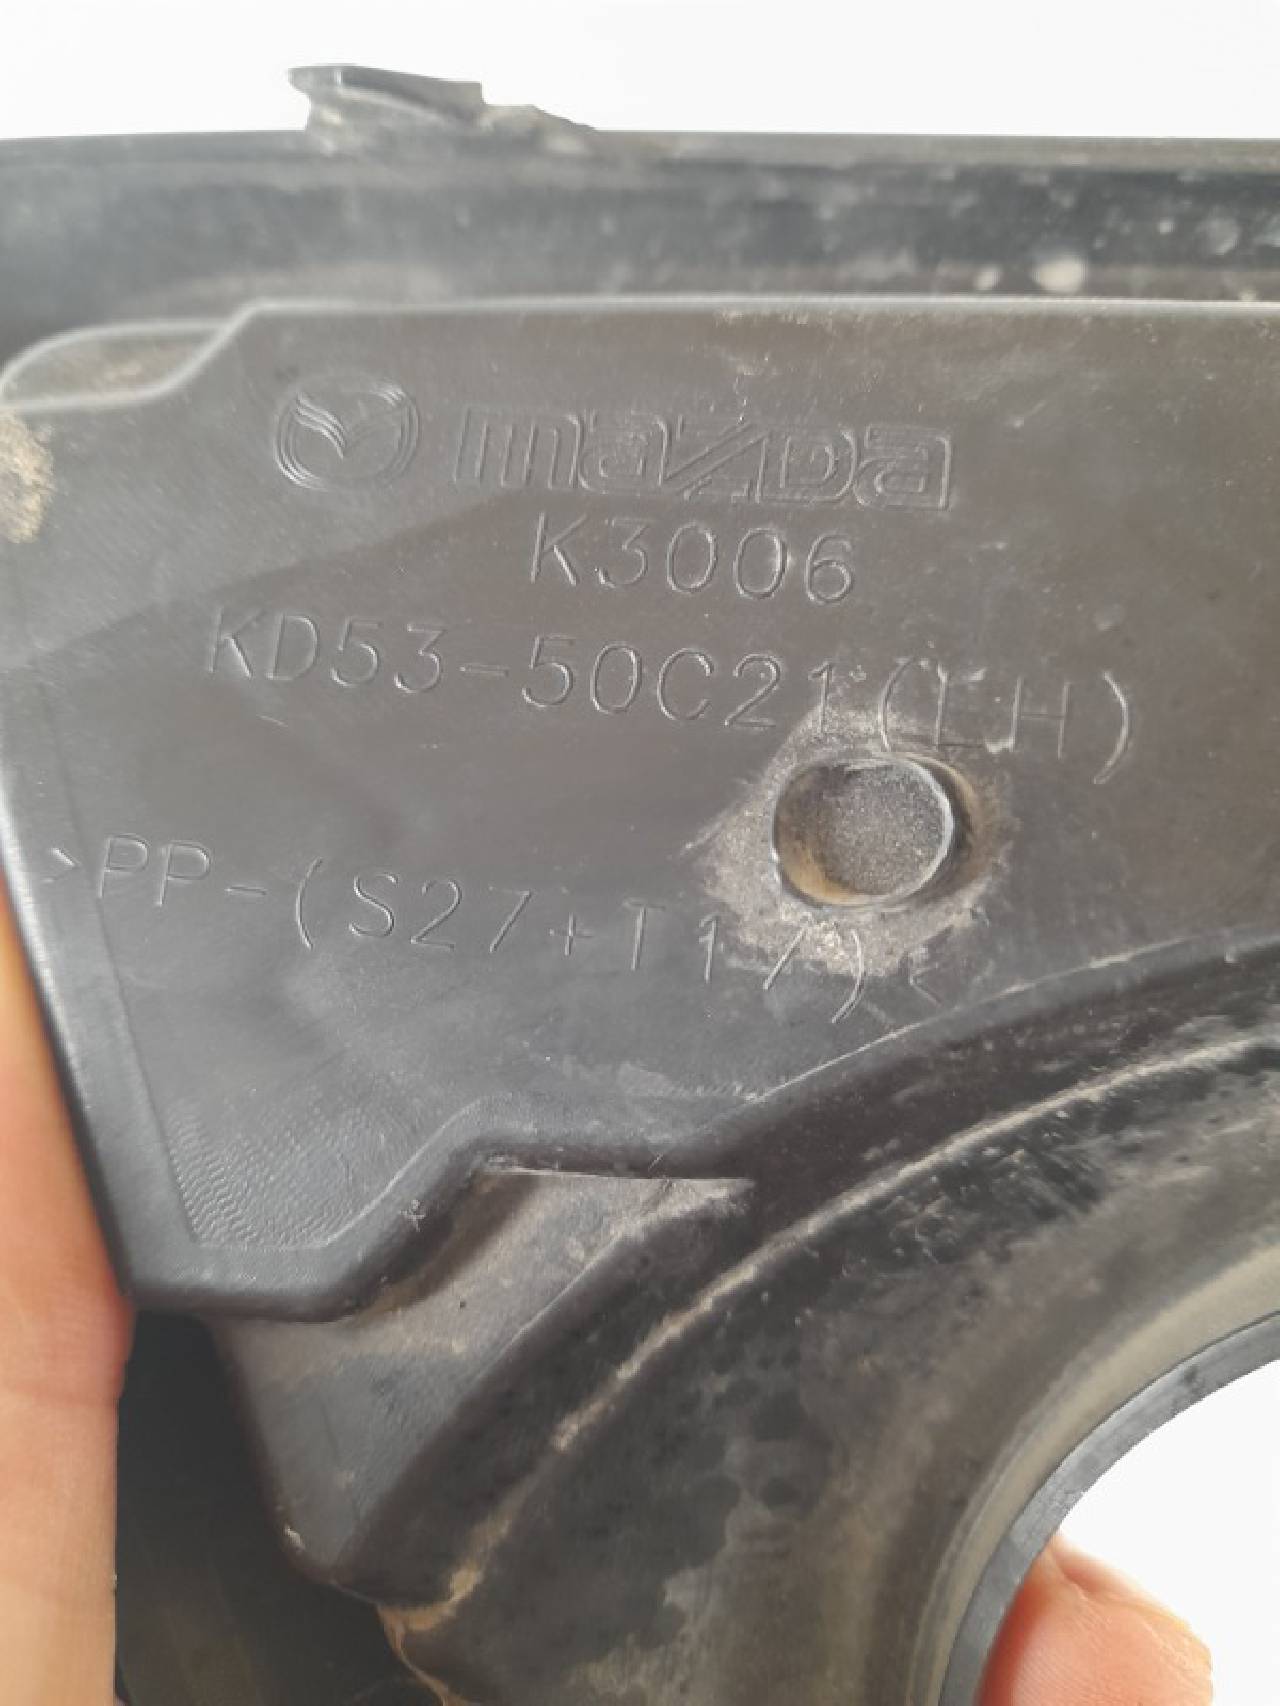 mazDa
K3006
KD53-50C21(LH)
>PP-(S27+T17)<